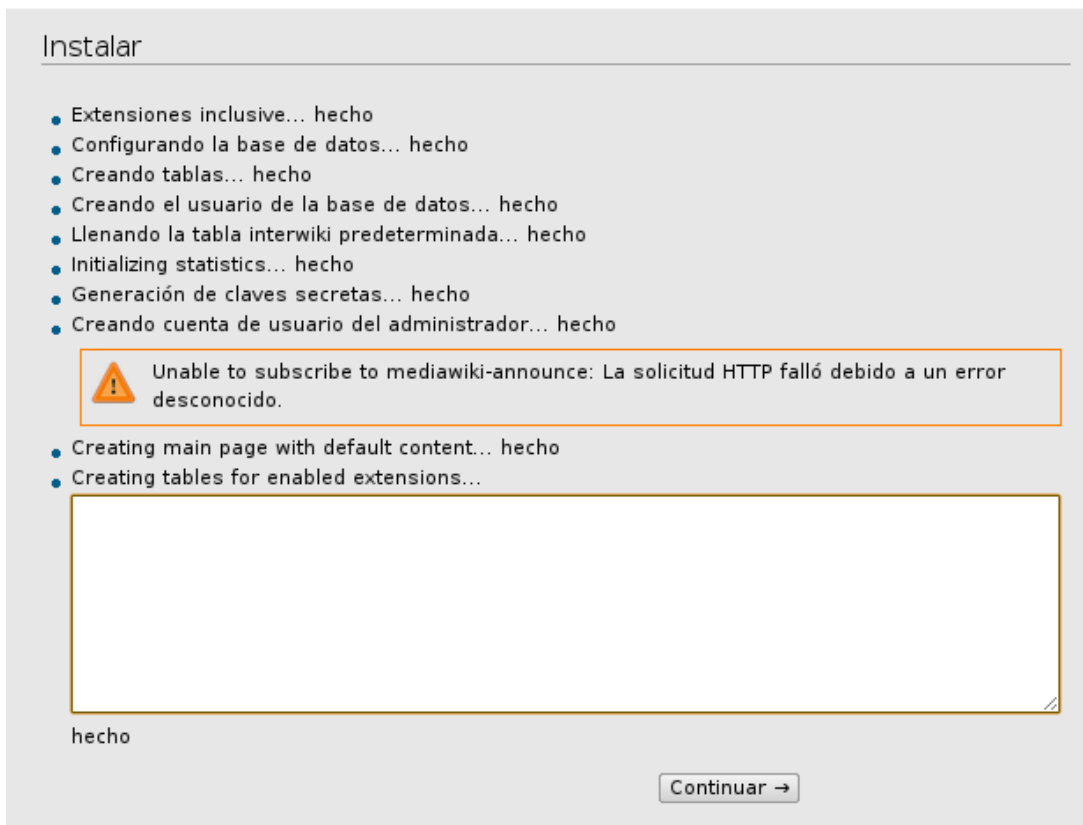 Instalar
Extensiones inclusive... hecho
Configurando la base de datos... hecho
Creando tablas... hecho
Creando el usuario de la base de datos... hecho
Llenando la tabla interwiki predeterminada... hecho
Initializing statistics... hecho
Generación de claves secretas... hecho
Creando cuenta de usuario del administrador... hecho
Unable to subscribe to mediawiki-announce: La solicitud HTTP falló debido a un error
desconocido.
Creating main page with default content... hecho
Creating tables for enabled extensions...
hecho
Continuar →